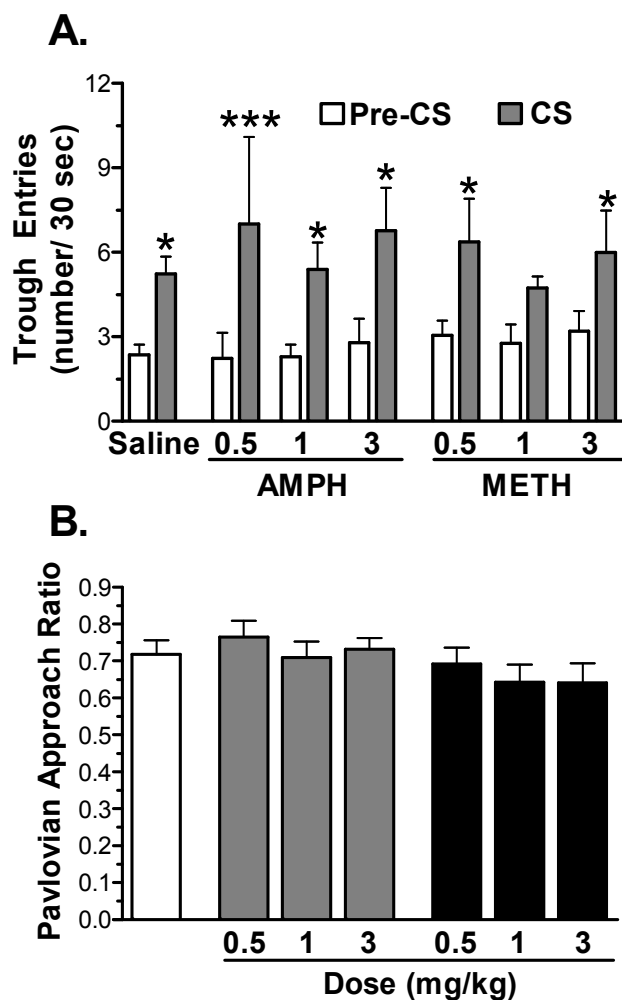 A.
12
9
6
3
0
Trough Entries
(number/ 30 sec)
Pre-CS CS
* *** * * * *
Saline 0.5 1 3 0.5 1 3
AMPH METH
B.
0.9
0.8
0.7
0.6
0.5
0.4
0.3
0.2
0.1
0.0
Pavlovian Approach Ratio
0.5 1 3 0.5 1 3
Dose (mg/kg)